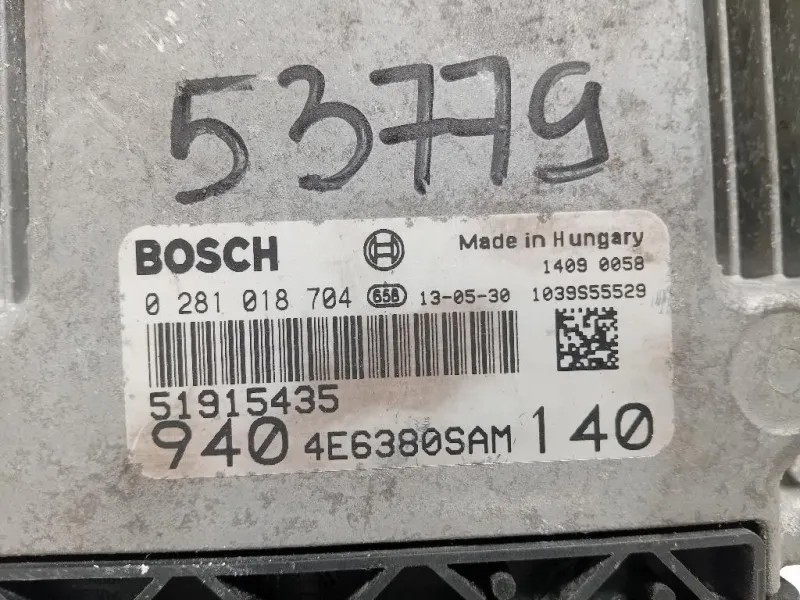 53779
BOSCH Made in Hungary
1409 0058
0 281 018 704 658 13-05-30 1039S55529
51915435
940 4E6380SAM 140